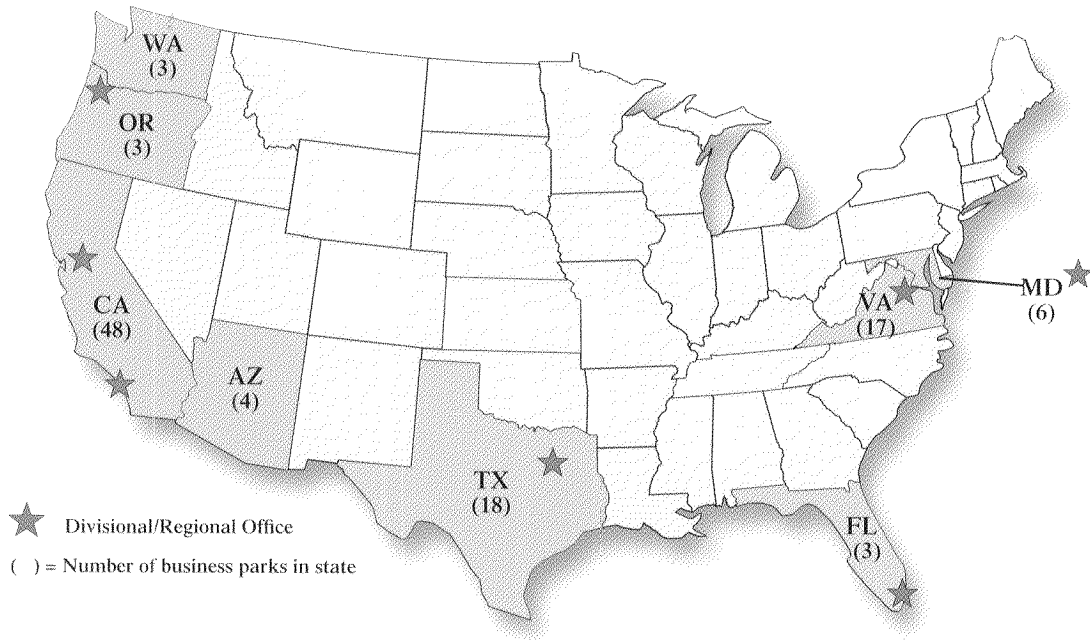 WA
(3)
OR
(3)
CA
(48)
AZ
(4)
TX
(18)
VA
(17)
MD
(6)
FL
(3)
Divisional/Regional Office
( ) = Number of business parks in state